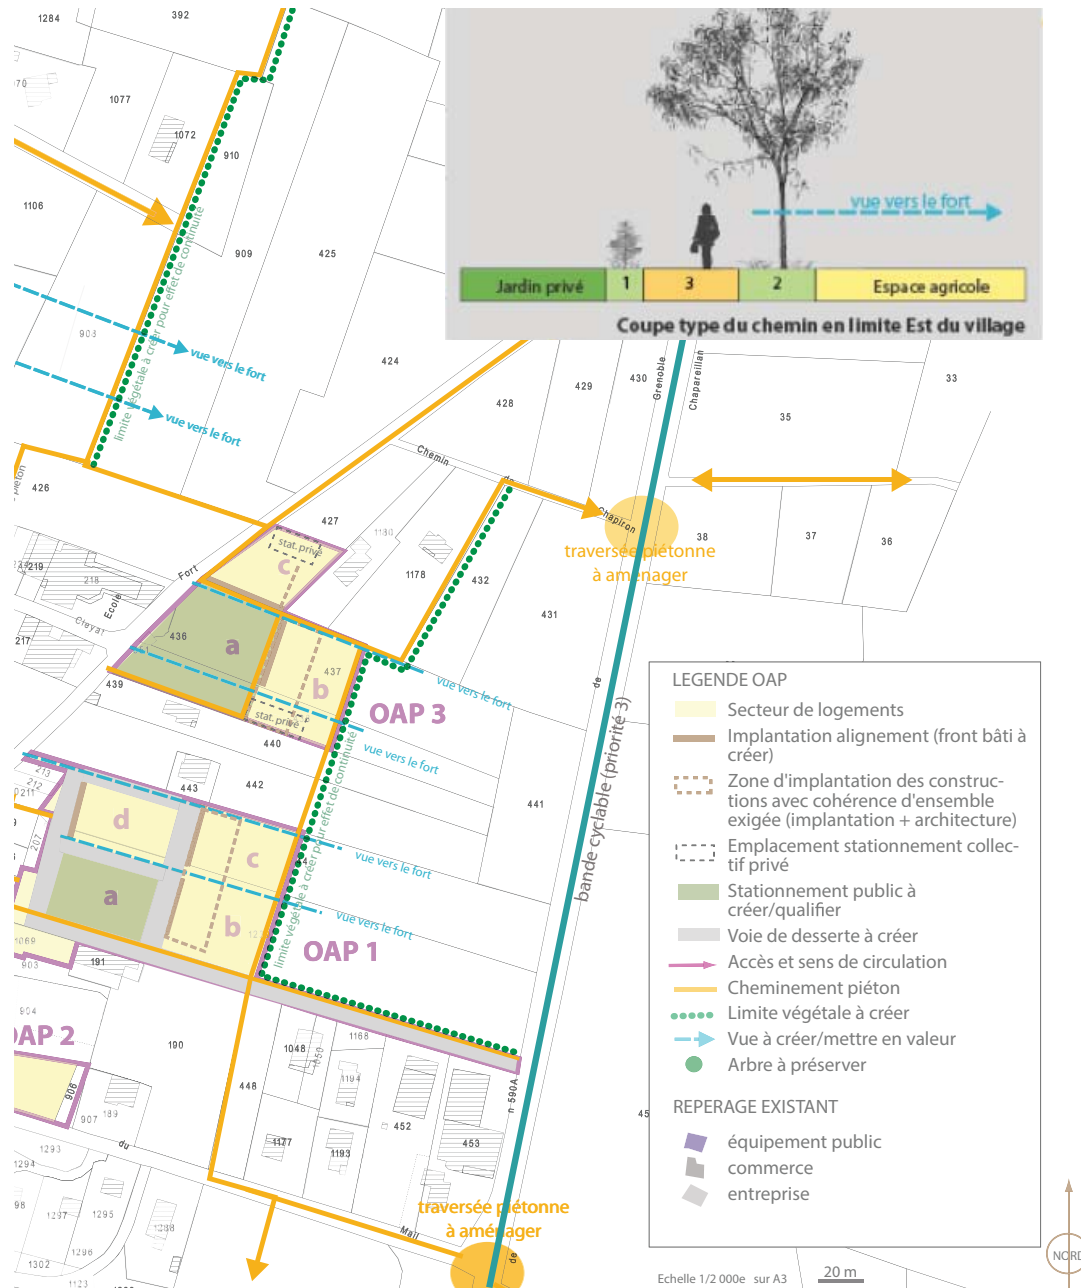 1284
392
1077
1072
910
1106
909
425
908
424
limite végétale à créer pour effet de continuité
vue vers le fort
vue vers le fort
vue vers le fort
Jardin privé
1
3
2
Espace agricole
Coupe type du chemin en limite Est du village
428
429
430
Grenoble
Chapareillan
33
35
Chemin
de
Chapiron
426
427
1180
1178
432
431
38
37
36
traversée piétonne
à aménager
stat. privé
c
Fort
219
218
Ecole
217
436
a
437
b
439
stat. privé
440
OAP 3
vue vers le fort
vue vers le fort
limite végétale à créer pour effet de continuité
442
443
441
213
212
207
d
c
a
b
vue vers le fort
vue vers le fort
OAP 1
de
bande cyclable (priorité 3)
1069
903
191
904
OAP 2
190
906
907
189
448
1048
1050
1168
1194
452
453
1177
1193
n 590A
du
Mail
de
1293
1294
1297
1295
1288
1296
1302
1123
traversée piétonne
à aménager
LEGENDE OAP
Secteur de logements
Implantation alignement (front bâti à
créer)
Zone d'implantation des construc-
tions avec cohérence d'ensemble
exigée (implantation + architecture)
Emplacement stationnement collec-
tif privé
Stationnement public à
créer/qualifier
Voie de desserte à créer
Accès et sens de circulation
Cheminement piéton
Limite végétale à créer
Vue à créer/mettre en valeur
Arbre à préserver
REPERAGE EXISTANT
équipement public
commerce
entreprise
45
Echelle 1/2 000e sur A3
20 m
NORD